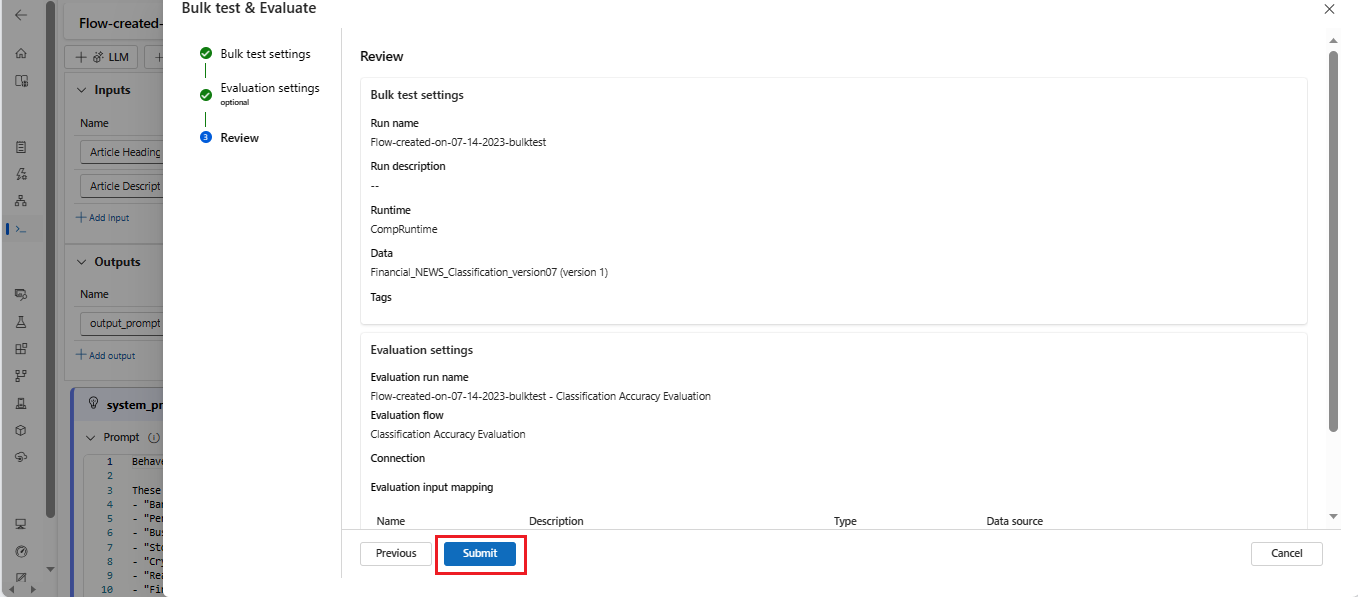 Bulk test & Evaluate
Flow-created-
LLM
Inputs
Name
Article Heading
Article Descript
Add Input
Outputs
Name
output_prompt
Add output
system_pr
Prompt
1 Behave
2
3 These
4 - "Ba
5 - "Pe
6 - "Bus
7 - "Sto
8 - "Cry
9 - "Rea
10 - "Fi
Bulk test settings
Evaluation settings
optional
3 Review
Review
Bulk test settings
Run name
Flow-created-on-07-14-2023-bulktest
Run description
--
Runtime
CompRuntime
Data
Financial_NEWS_Classification_version07 (version 1)
Tags
Evaluation settings
Evaluation run name
Flow-created-on-07-14-2023-bulktest - Classification Accuracy Evaluation
Evaluation flow
Classification Accuracy Evaluation
Connection
Evaluation input mapping
Name Description Type Data source
Previous Submit Cancel